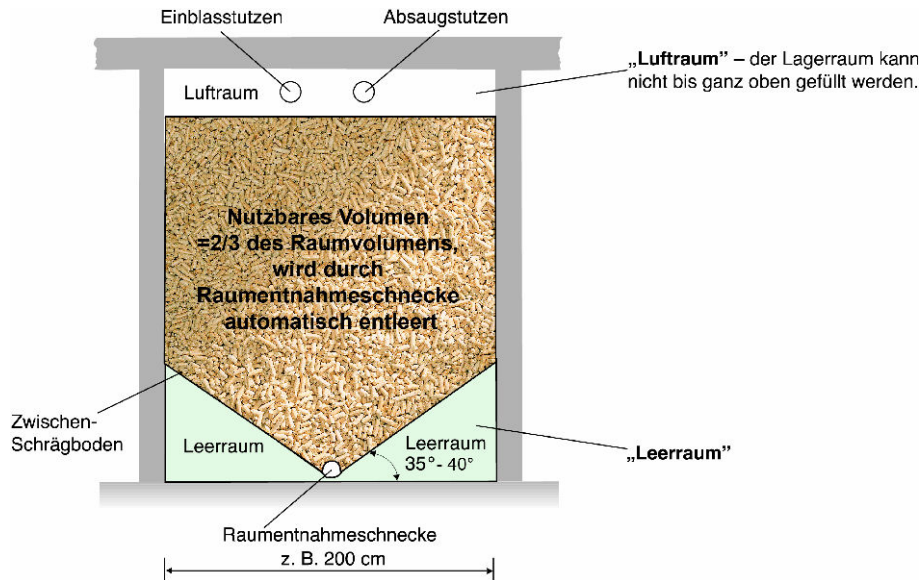 Einblasstutzen
Absaugstutzen
„Luftraum” – der Lagerraum kann
nicht bis ganz oben gefüllt werden.
Luftraum
Nutzbares Volumen
=2/3 des Raumvolumens,
wird durch
Raumentnahmeschnecke
automatisch entleert
Zwischen-
Schrägboden
Leerraum
Leerraum
35°- 40°
„Leerraum”
Raumentnahmeschnecke
z. B. 200 cm